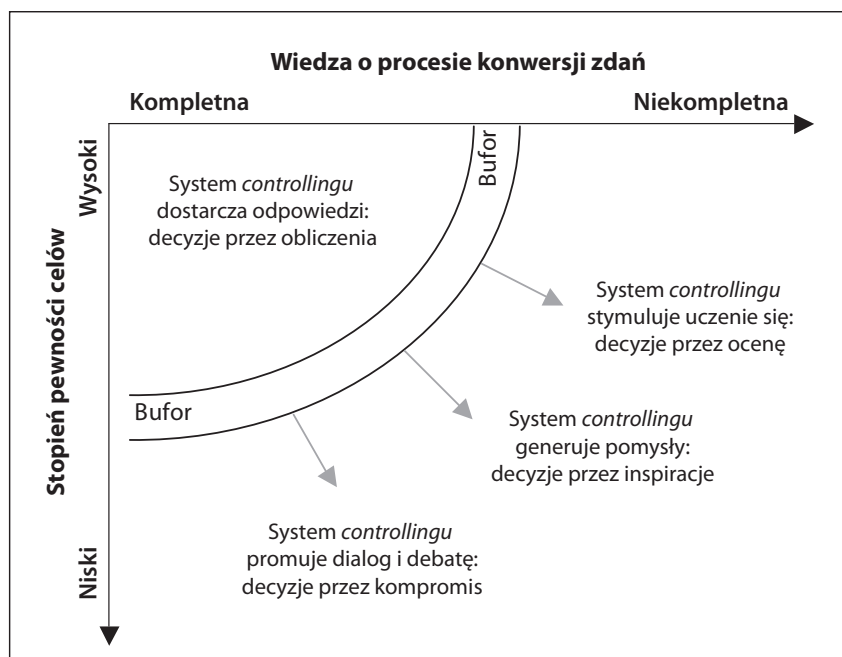 Wiedza o procesie konwersji zdań
Kompletna
Niekompletna
Wysoki
Stopień pewności celów
Niski
System controllingu
dostarcza odpowiedzi:
decyzje przez obliczenia
Bufor
Bufor
System controllingu
stymuluje uczenie się:
decyzje przez ocenę
System controllingu
generuje pomysły:
decyzje przez inspiracje
System controllingu
promuje dialog i debatę:
decyzje przez kompromis